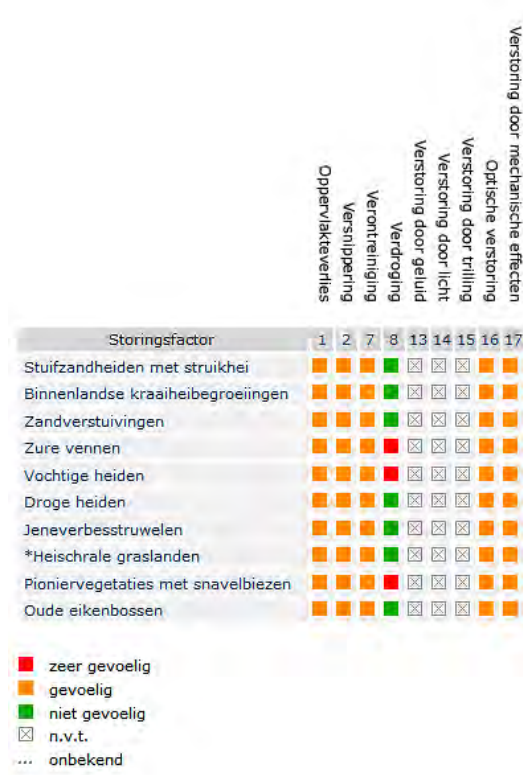 Oppervlakteverlies
Versnippering
Verontreiniging
Verdroging
Verstoring door geluid
Verstoring door licht
Verstoring door trilling
Optische verstoring
Verstoring door mechanische effecten
Storingsfactor 1 2 7 8 13 14 15 16 17
Stuifzandheiden met struikhei
Binnenlandse kraaiheibegroeiingen
Zandverstuivingen
Zure vennen
Vochtige heiden
Droge heiden
Jeneverbesstruwelen
*Heischrale graslanden
Pioniervegetaties met snavelbiezen
Oude eikenbossen
zeer gevoelig
gevoelig
niet gevoelig
n.v.t.
... onbekend